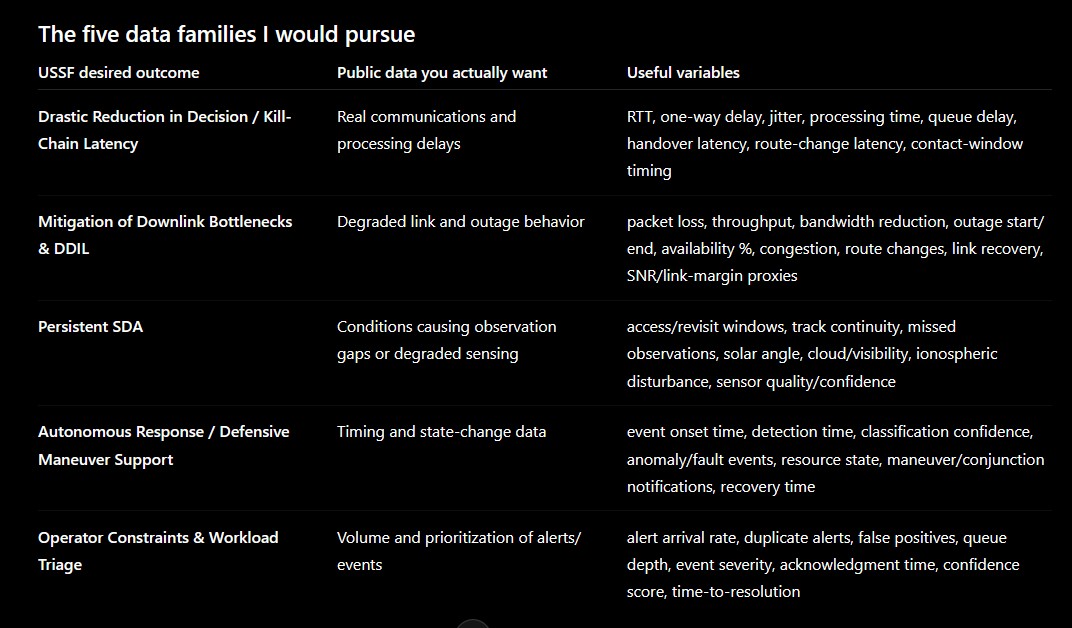 The five data families I would pursue
USSF desired outcome
Public data you actually want
Useful variables
Drastic Reduction in Decision / Kill-
Chain Latency
Real communications and
processing delays
RTT, one-way delay, jitter, processing time, queue delay,
handover latency, route-change latency, contact-window
timing
Mitigation of Downlink Bottlenecks
& DDIL
Degraded link and outage behavior
packet loss, throughput, bandwidth reduction, outage start/
end, availability %, congestion, route changes, link recovery,
SNR/link-margin proxies
Persistent SDA
Conditions causing observation
gaps or degraded sensing
access/revisit windows, track continuity, missed
observations, solar angle, cloud/visibility, ionospheric
disturbance, sensor quality/confidence
Autonomous Response / Defensive
Maneuver Support
Timing and state-change data
event onset time, detection time, classification confidence,
anomaly/fault events, resource state, maneuver/conjunction
notifications, recovery time
Operator Constraints & Workload
Triage
Volume and prioritization of alerts/
events
alert arrival rate, duplicate alerts, false positives, queue
depth, event severity, acknowledgment time, confidence
score, time-to-resolution